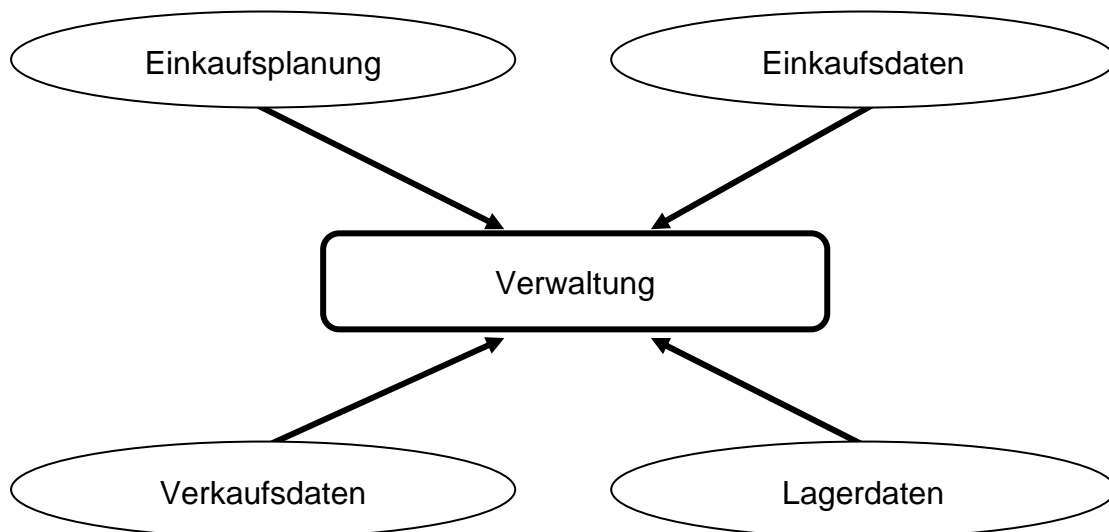 Einkaufsplanung
Einkaufsdaten
Verwaltung
Verkaufsdaten
Lagerdaten